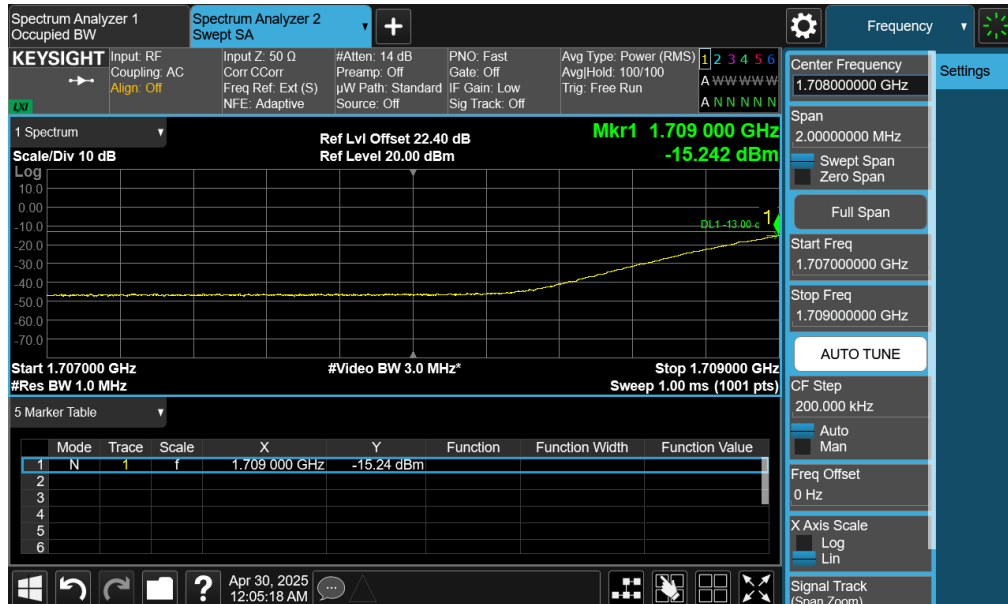 Spectrum Analyzer 1
Occupied BW
Spectrum Analyzer 2
Swept SA
Frequency
KEYSIGHT
LXI
Input: RF
Coupling: AC
Align: Off
Input Z: 50 Ω
Corr CCorr
Freq Ref: Ext (S)
NFE: Adaptive
#Atten: 14 dB
Preamp: Off
µW Path: Standard
Source: Off
PNO: Fast
Gate: Off
IF Gain: Low
Sig Track: Off
Avg Type: Power (RMS)
Avg|Hold: 100/100
Trig: Free Run
1 2 3 4 5 6
A W W W W W
A N N N N N
1 Spectrum
Scale/Div 10 dB
Ref Lvl Offset 22.40 dB
Ref Level 20.00 dBm
Mkr1 1.709 000 GHz
-15.242 dBm
Log
10.0
0.00
-10.0
-20.0
-30.0
-40.0
-50.0
-60.0
-70.0
DL1 -13.00 c
1
Start 1.707000 GHz
#Res BW 1.0 MHz
#Video BW 3.0 MHz*
Stop 1.709000 GHz
Sweep 1.00 ms (1001 pts)
5 Marker Table
Mode Trace Scale X Y Function Function Width Function Value
1 N 1 f 1.709 000 GHz -15.24 dBm
2
3
4
5
6
Apr 30, 2025
12:05:18 AM
Center Frequency
1.708000000 GHz
Span
2.00000000 MHz
Swept Span
Zero Span
Full Span
Start Freq
1.707000000 GHz
Stop Freq
1.709000000 GHz
AUTO TUNE
CF Step
200.000 kHz
Auto
Man
Freq Offset
0 Hz
X Axis Scale
Log
Lin
Signal Track
(Span Zoom)
Settings